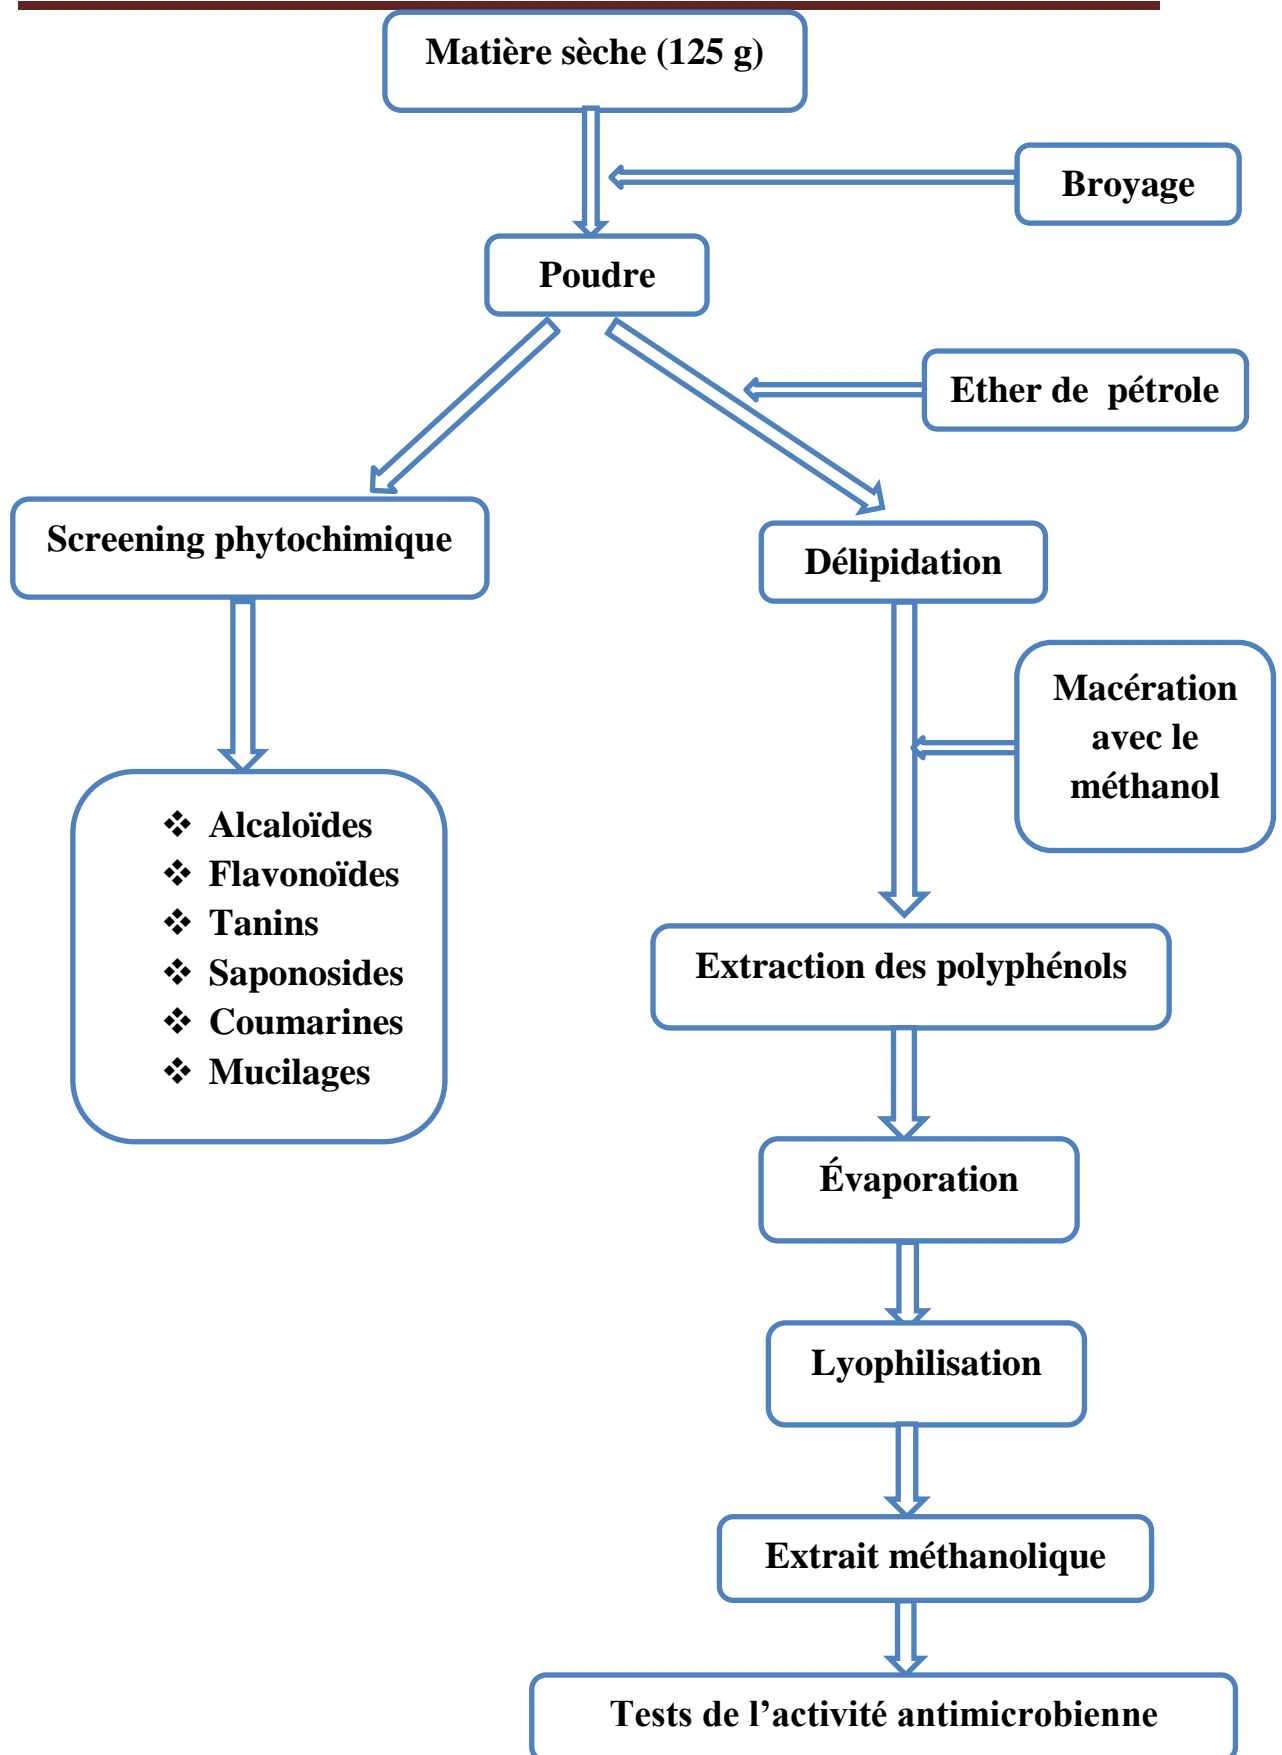 Matière sèche (125 g)
Broyage
Poudre
Ether de  pétrole
Screening phytochimique
Délipidation
Macération
avec le
méthanol
❖ Alcaloïdes
❖ Flavonoïdes
❖ Tanins
❖ Saponosides
❖ Coumarines
❖ Mucilages
Extraction des polyphénols
Évaporation
Lyophilisation
Extrait méthanolique
Tests de l’activité antimicrobienne